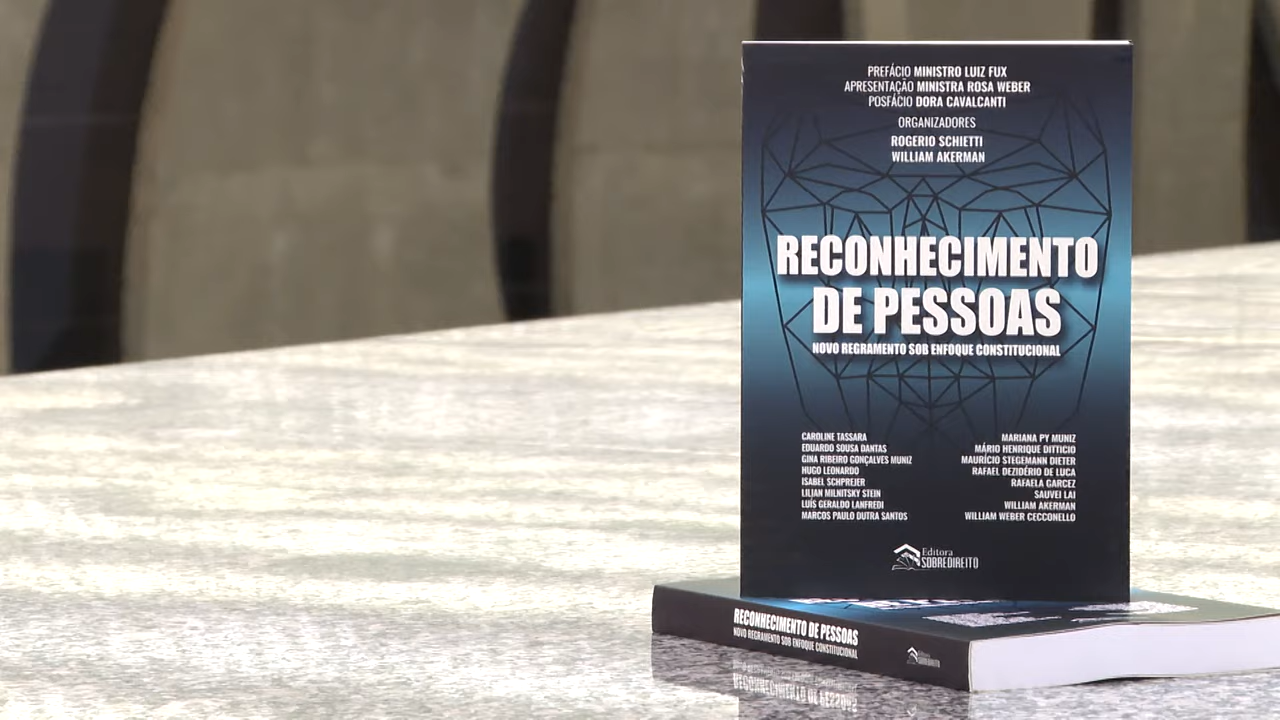 PREFÁCIO MINISTRO LUIZ FUX
APRESENTAÇÃO MINISTRA ROSA WEBER
POSFÁCIO DORA CAVALCANTI
ORGANIZADORES
ROGERIO SCHIETTI
WILLIAM AKERMAN
RECONHECIMENTO
DE PESSOAS
NOVO REGRAMENTO SOB ENFOQUE CONSTITUCIONAL
CAROLINE TASSARA
EDUARDO SOUSA DANTAS
GINA RIBEIRO GONÇALVES MUNIZ
HUGO LEONARDO
ISABEL SCHPREJER
LILIAN MILNITSKY STEIN
LUÍS GERALDO LANFREDI
MARCOS PAULO DUTRA SANTOS
MARIANA PY MUNIZ
MÁRIO HENRIQUE DITTICIO
MAURÍCIO STEGEMANN DIETER
RAFAEL DEZIDÉRIO DE LUCA
RAFAELA GARCEZ
SAUVEI LAI
WILLIAM AKERMAN
WILLIAM WEBER CECCONELLO
Editora
SOBREDIREITO
RECONHECIMENTO DE PESSOAS
NOVO REGRAMENTO SOB ENFOQUE CONSTITUCIONAL
Editora
SOBREDIREITO